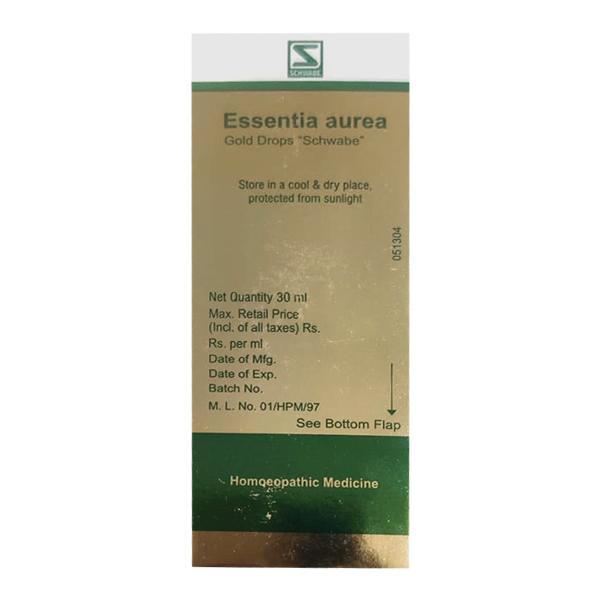 SCHWABE
Essentia aurea
Gold Drops "Schwabe"
Store in a cool & dry place,
protected from sunlight
051304
Net Quantity 30 ml
Max. Retail Price
(Incl. of all taxes) Rs.
Rs. per ml
Date of Mfg.
Date of Exp.
Batch No.
M. L. No. 01/HPM/97
See Bottom Flap
Homoeopathic Medicine